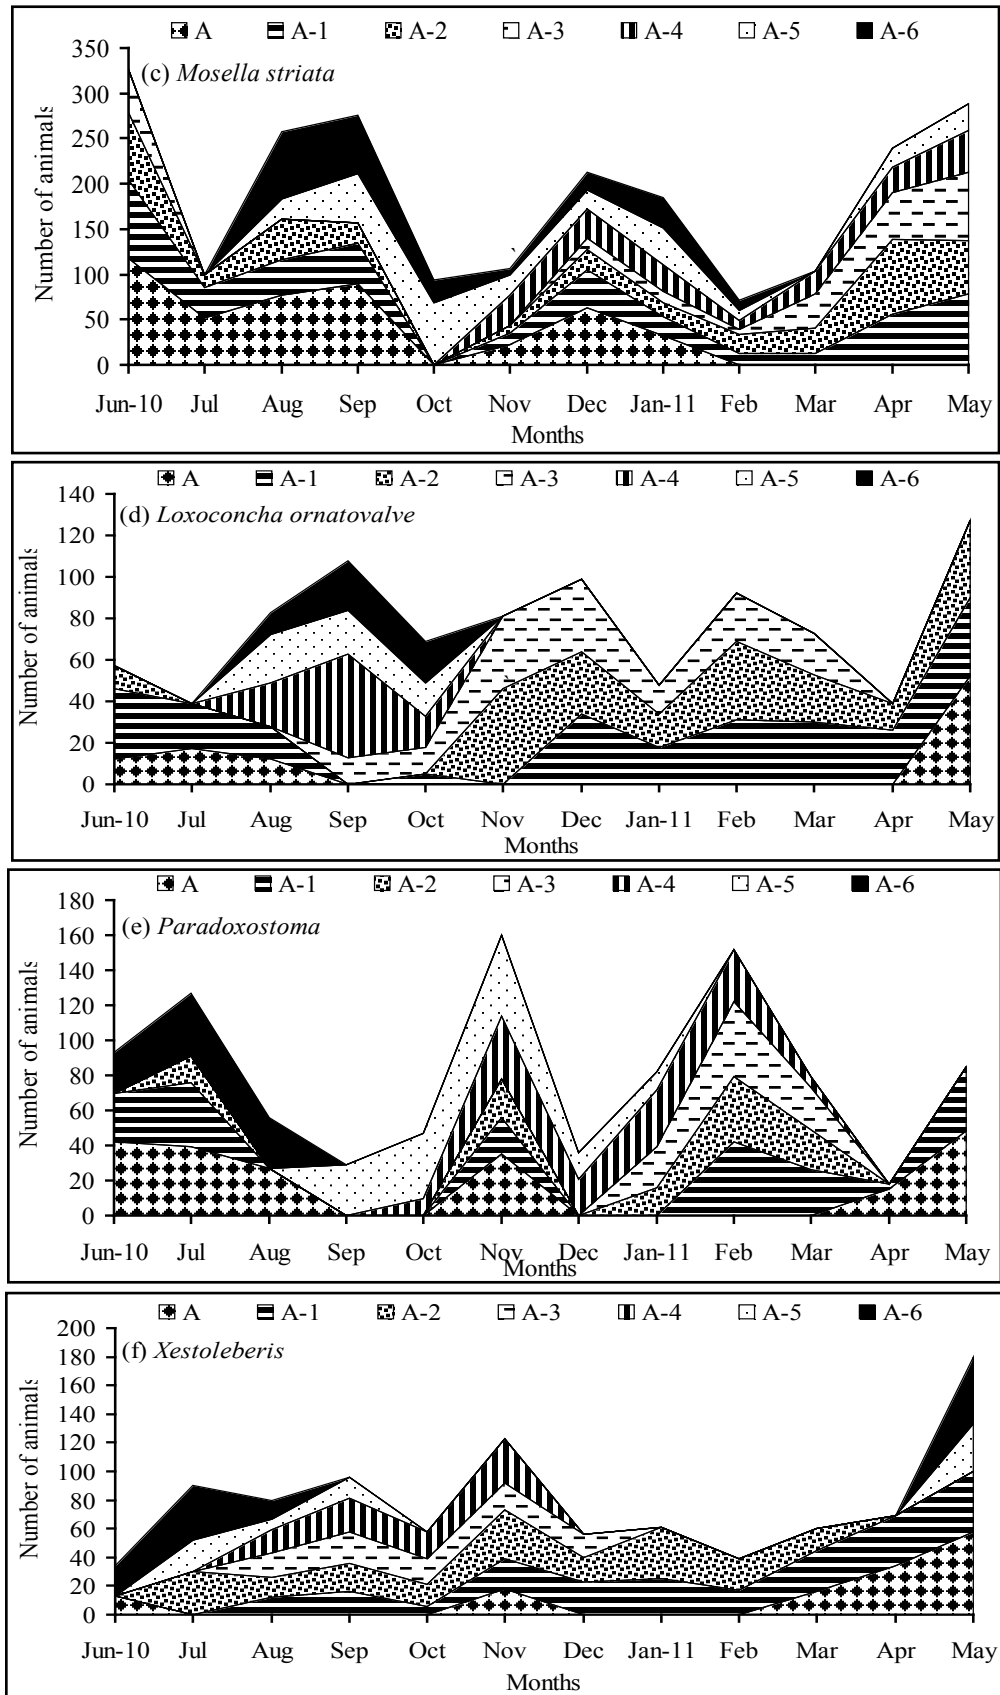 A A-1 A-2 A-3 A-4 A-5 A-6
350
(c) Mosella striata
300
250
200
150
100
50
0
Number of animals
Jun-10 Jul Aug Sep Oct Nov Dec Jan-11 Feb Mar Apr May
Months
A A-1 A-2 A-3 A-4 A-5 A-6
140
(d) Loxoconcha ornatovalve
120
100
80
60
40
20
0
Number of animals
Jun-10 Jul Aug Sep Oct Nov Dec Jan-11 Feb Mar Apr May
Months
A A-1 A-2 A-3 A-4 A-5 A-6
180
(e) Paradoxostoma
160
140
120
100
80
60
40
20
0
Number of animals
Jun-10 Jul Aug Sep Oct Nov Dec Jan-11 Feb Mar Apr May
Months
A A-1 A-2 A-3 A-4 A-5 A-6
200
(f) Xestoleberis
180
160
140
120
100
80
60
40
20
0
Number of animals
Jun-10 Jul Aug Sep Oct Nov Dec Jan-11 Feb Mar Apr May
Months